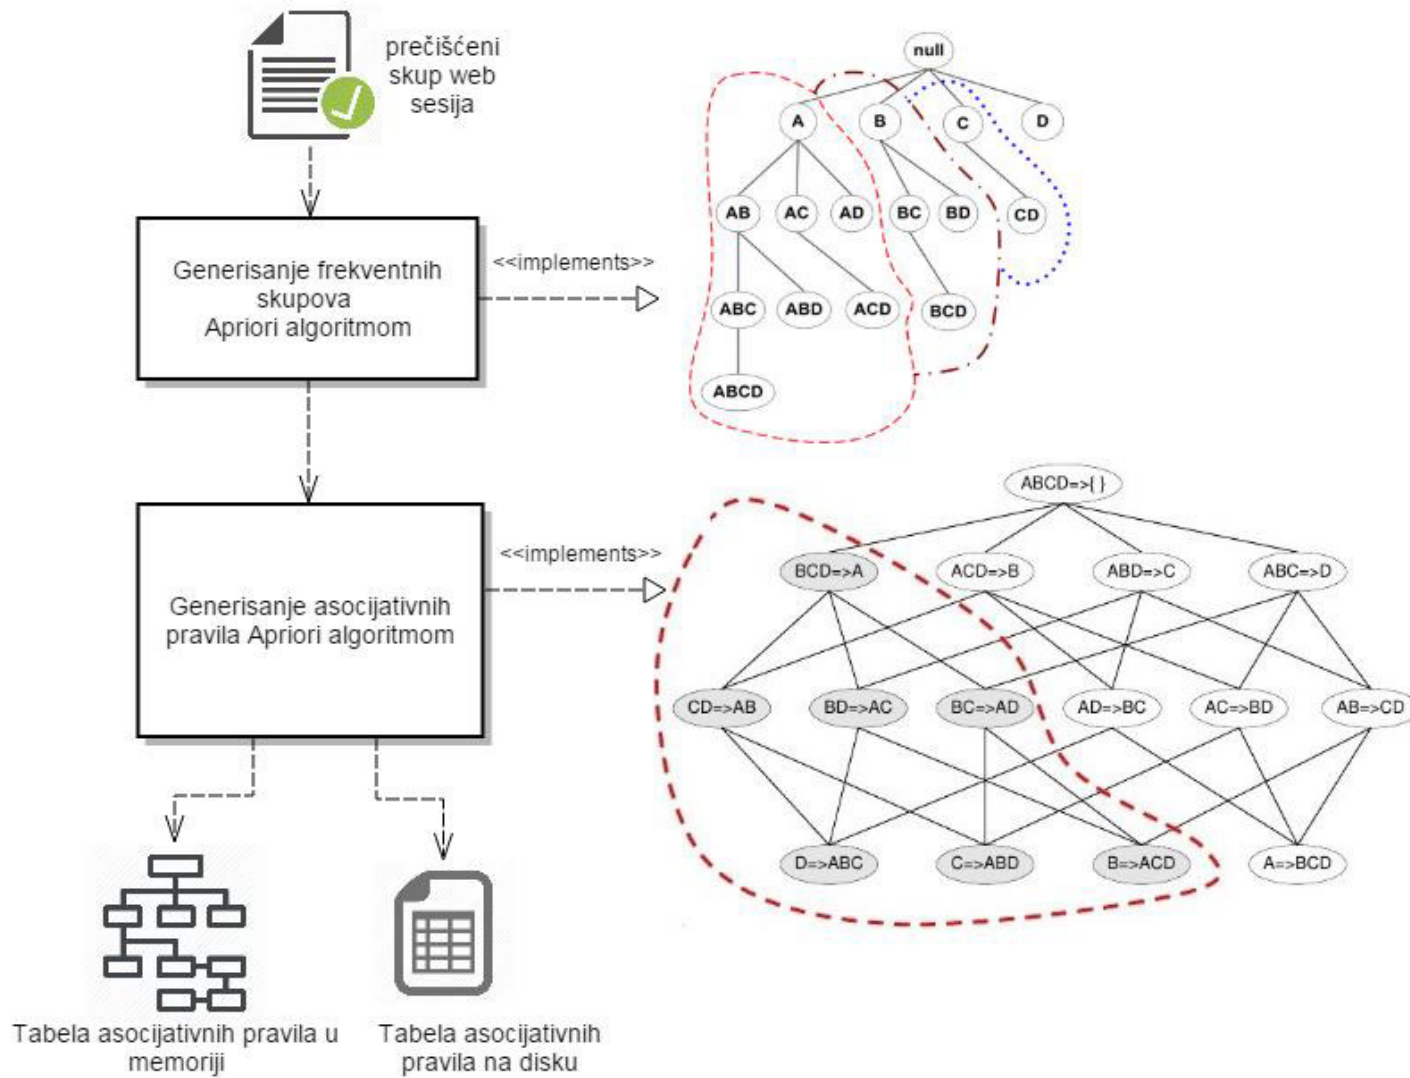 prečišćeni
skup web
sesija
Generisanje frekventnih
skupova
Apriori algoritmom
<<implements>>
null
A
B
C
D
AB
AC
AD
BC
BD
CD
ABC
ABD
ACD
BCD
ABCD
Generisanje asocijativnih
pravila Apriori algoritmom
<<implements>>
ABCD=>{ }
BCD=>A
ACD=>B
ABD=>C
ABC=>D
CD=>AB
BD=>AC
BC=>AD
AD=>BC
AC=>BD
AB=>CD
D=>ABC
C=>ABD
B=>ACD
A=>BCD
Tabela asocijativnih pravila u
memoriji
Tabela asocijativnih
pravila na disku